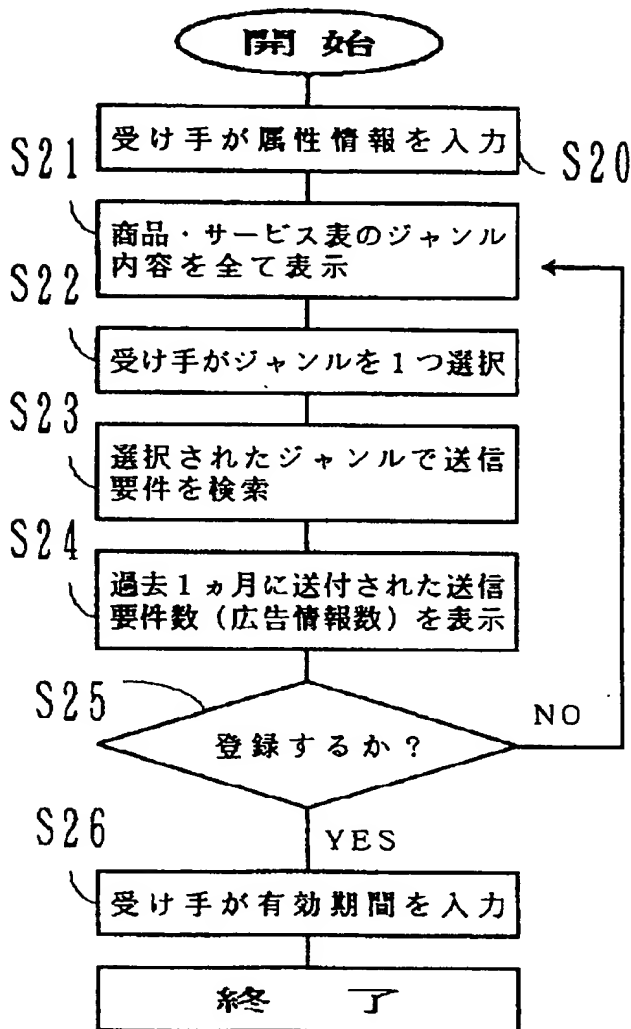 開始
受け手が属性情報を入力
S20
S21
商品・サービス表のジャンル
内容を全て表示
S22
受け手がジャンルを１つ選択
S23
選択されたジャンルで送信
要件を検索
S24
過去１ヵ月に送付された送信
要件数（広告情報数）を表示
S25
登録するか？
NO
YES
S26
受け手が有効期間を入力
終了